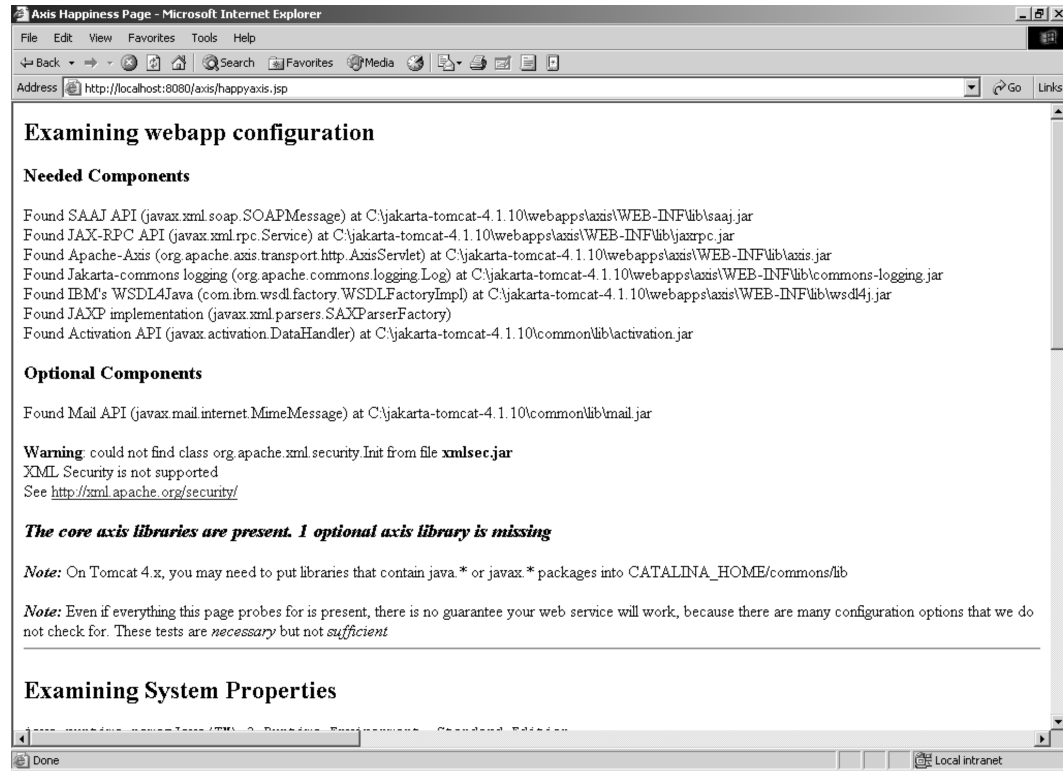 Axis Happiness Page - Microsoft Internet Explorer
File Edit View Favorites Tools Help
Back Search Favorites Media
Address http://localhost:8080/axis/happyaxis.jsp Go Links
Examining webapp configuration
Needed Components
Found SAAJ API (javax.xml.soap.SOAPMessage) at C:\jakarta-tomcat-4.1.10\webapps\axis\WEB-INF\lib\saaj.jar
Found JAX-RPC API (javax.xml.rpc.Service) at C:\jakarta-tomcat-4.1.10\webapps\axis\WEB-INF\lib\jaxrpc.jar
Found Apache-Axis (org.apache.axis.transport.http.AxisServlet) at C:\jakarta-tomcat-4.1.10\webapps\axis\WEB-INF\lib\axis.jar
Found Jakarta-commons logging (org.apache.commons.logging.Log) at C:\jakarta-tomcat-4.1.10\webapps\axis\WEB-INF\lib\commons-logging.jar
Found IBM's WSDL4Java (com.ibm.wsdl.factory.WSDLFactoryImpl) at C:\jakarta-tomcat-4.1.10\webapps\axis\WEB-INF\lib\wsdl4j.jar
Found JAXP implementation (javax.xml.parsers.SAXParserFactory)
Found Activation API (javax.activation.DataHandler) at C:\jakarta-tomcat-4.1.10\common\lib\activation.jar
Optional Components
Found Mail API (javax.mail.internet.MimeMessage) at C:\jakarta-tomcat-4.1.10\common\lib\mail.jar
Warning: could not find class org.apache.xml.security.Init from file xmlsec.jar
XML Security is not supported
See http://xml.apache.org/security/
The core axis libraries are present. 1 optional axis library is missing
Note: On Tomcat 4.x, you may need to put libraries that contain java.* or javax.* packages into CATALINA_HOME/commons/lib
Note: Even if everything this page probes for is present, there is no guarantee your web service will work, because there are many configuration options that we do
not check for. These tests are necessary but not sufficient
Examining System Properties
Done Local intranet